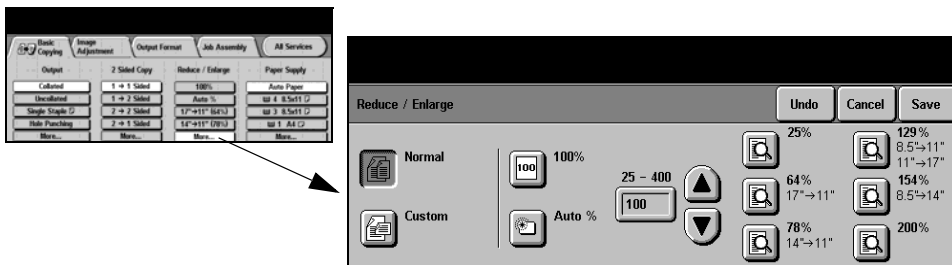 Basic Copying
Image Adjustment
Output Format
Job Assembly
All Services
Output
2 Sided Copy
Reduce / Enlarge
Paper Supply
Collated
1 → 1 Sided
100%
Auto Paper
Uncollated
1 → 2 Sided
Auto %
4 8.5x11
Single Staple
2 → 2 Sided
17"→11" (64%)
3 8.5x11
Hole Punching
2 → 1 Sided
14"→11" (78%)
1 A4
More...
More...
More...
More...
Reduce / Enlarge
Undo
Cancel
Save
Normal
Custom
100
100%
Auto %
25 - 400
100
25%
64%
17"→11"
78%
14"→11"
129%
8.5"→11"
11"→17"
154%
8.5"→14"
200%